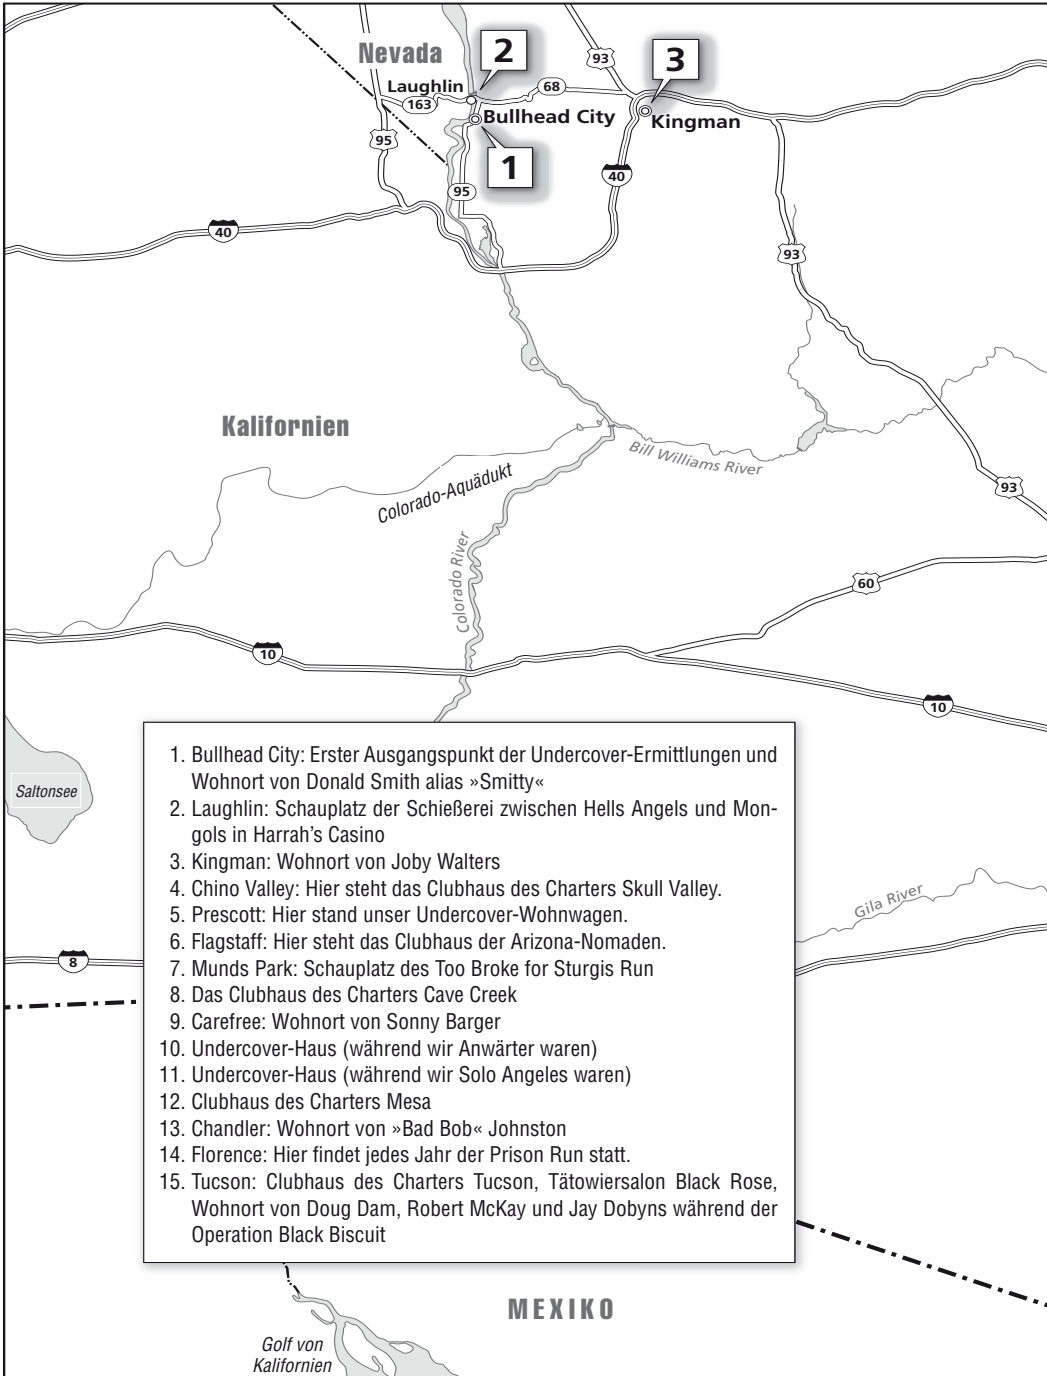 Nevada
2
93
3
Laughlin
163
68
Bullhead City
Kingman
95
1
40
95
40
93
Kalifornien
Bill Williams River
Colorado-Aquädukt
93
Colorado River
60
10
10
Saltonsee
Gila River
8
1. Bullhead City: Erster Ausgangspunkt der Undercover-Ermittlungen und
Wohnort von Donald Smith alias »Smitty«
2. Laughlin: Schauplatz der Schießerei zwischen Hells Angels und Mon-
gols in Harrah's Casino
3. Kingman: Wohnort von Joby Walters
4. Chino Valley: Hier steht das Clubhaus des Charters Skull Valley.
5. Prescott: Hier stand unser Undercover-Wohnwagen.
6. Flagstaff: Hier steht das Clubhaus der Arizona-Nomaden.
7. Munds Park: Schauplatz des Too Broke for Sturgis Run
8. Das Clubhaus des Charters Cave Creek
9. Carefree: Wohnort von Sonny Barger
10. Undercover-Haus (während wir Anwärter waren)
11. Undercover-Haus (während wir Solo Angeles waren)
12. Clubhaus des Charters Mesa
13. Chandler: Wohnort von »Bad Bob« Johnston
14. Florence: Hier findet jedes Jahr der Prison Run statt.
15. Tucson: Clubhaus des Charters Tucson, Tätowiersalon Black Rose,
Wohnort von Doug Dam, Robert McKay und Jay Dobyns während der
Operation Black Biscuit
MEXIKO
Golf von
Kalifornien